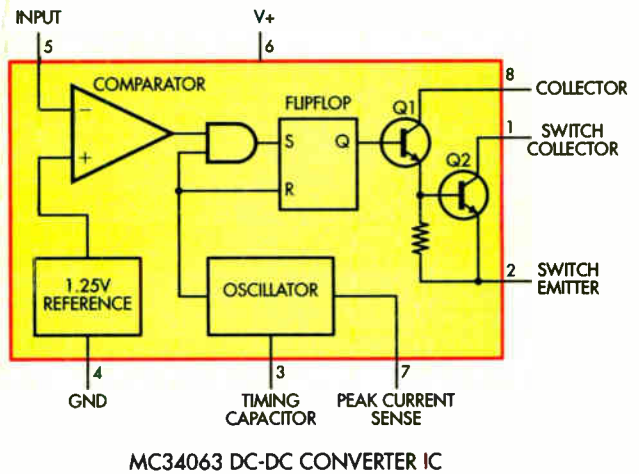 INPUT
V+
5
6
COMPARATOR
8
COLLECTOR
FLIPFLOP
Q1
−
+
S
Q
R
1
SWITCH
COLLECTOR
Q2
1.25V
REFERENCE
OSCILLATOR
2
SWITCH
EMITTER
4
3
7
GND
TIMING
CAPACITOR
PEAK CURRENT
SENSE
MC34063 DC-DC CONVERTER IC